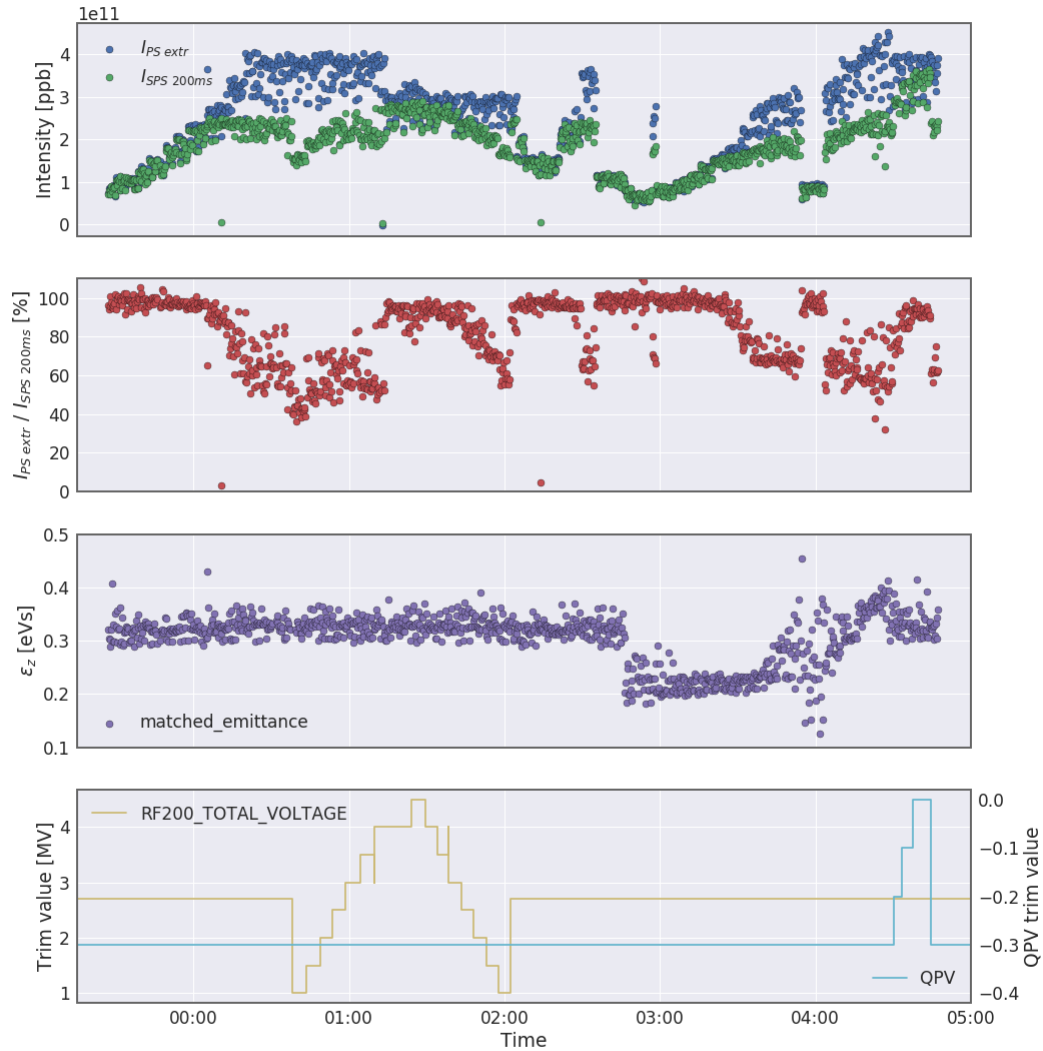 1e11
I_PS extr
I_SPS 200ms
Intensity [ppb]
4
3
2
1
0
I_PS extr / I_SPS 200ms [%]
100
80
60
40
20
0
ε_z [eVs]
0.5
0.4
0.3
0.2
0.1
matched_emittance
RF200_TOTAL_VOLTAGE
Trim value [MV]
4
3
2
1
QPV trim value
0.0
−0.1
−0.2
−0.3
−0.4
QPV
00:00 01:00 02:00 03:00 04:00 05:00
Time